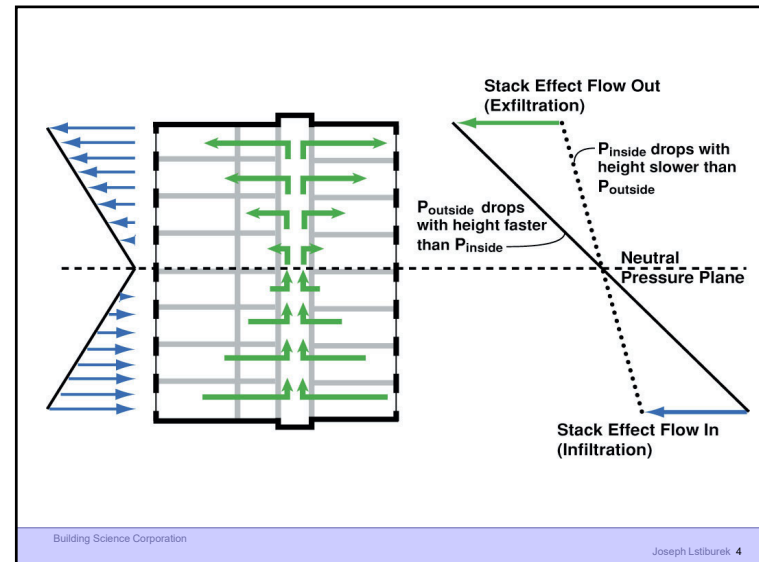 Stack Effect Flow Out
(Exfiltration)
Pinside drops with
height slower than
Poutside
Poutside drops
with height faster
than Pinside
Neutral
Pressure Plane
Stack Effect Flow In
(Infiltration)
Building Science Corporation
Joseph Lstiburek 4